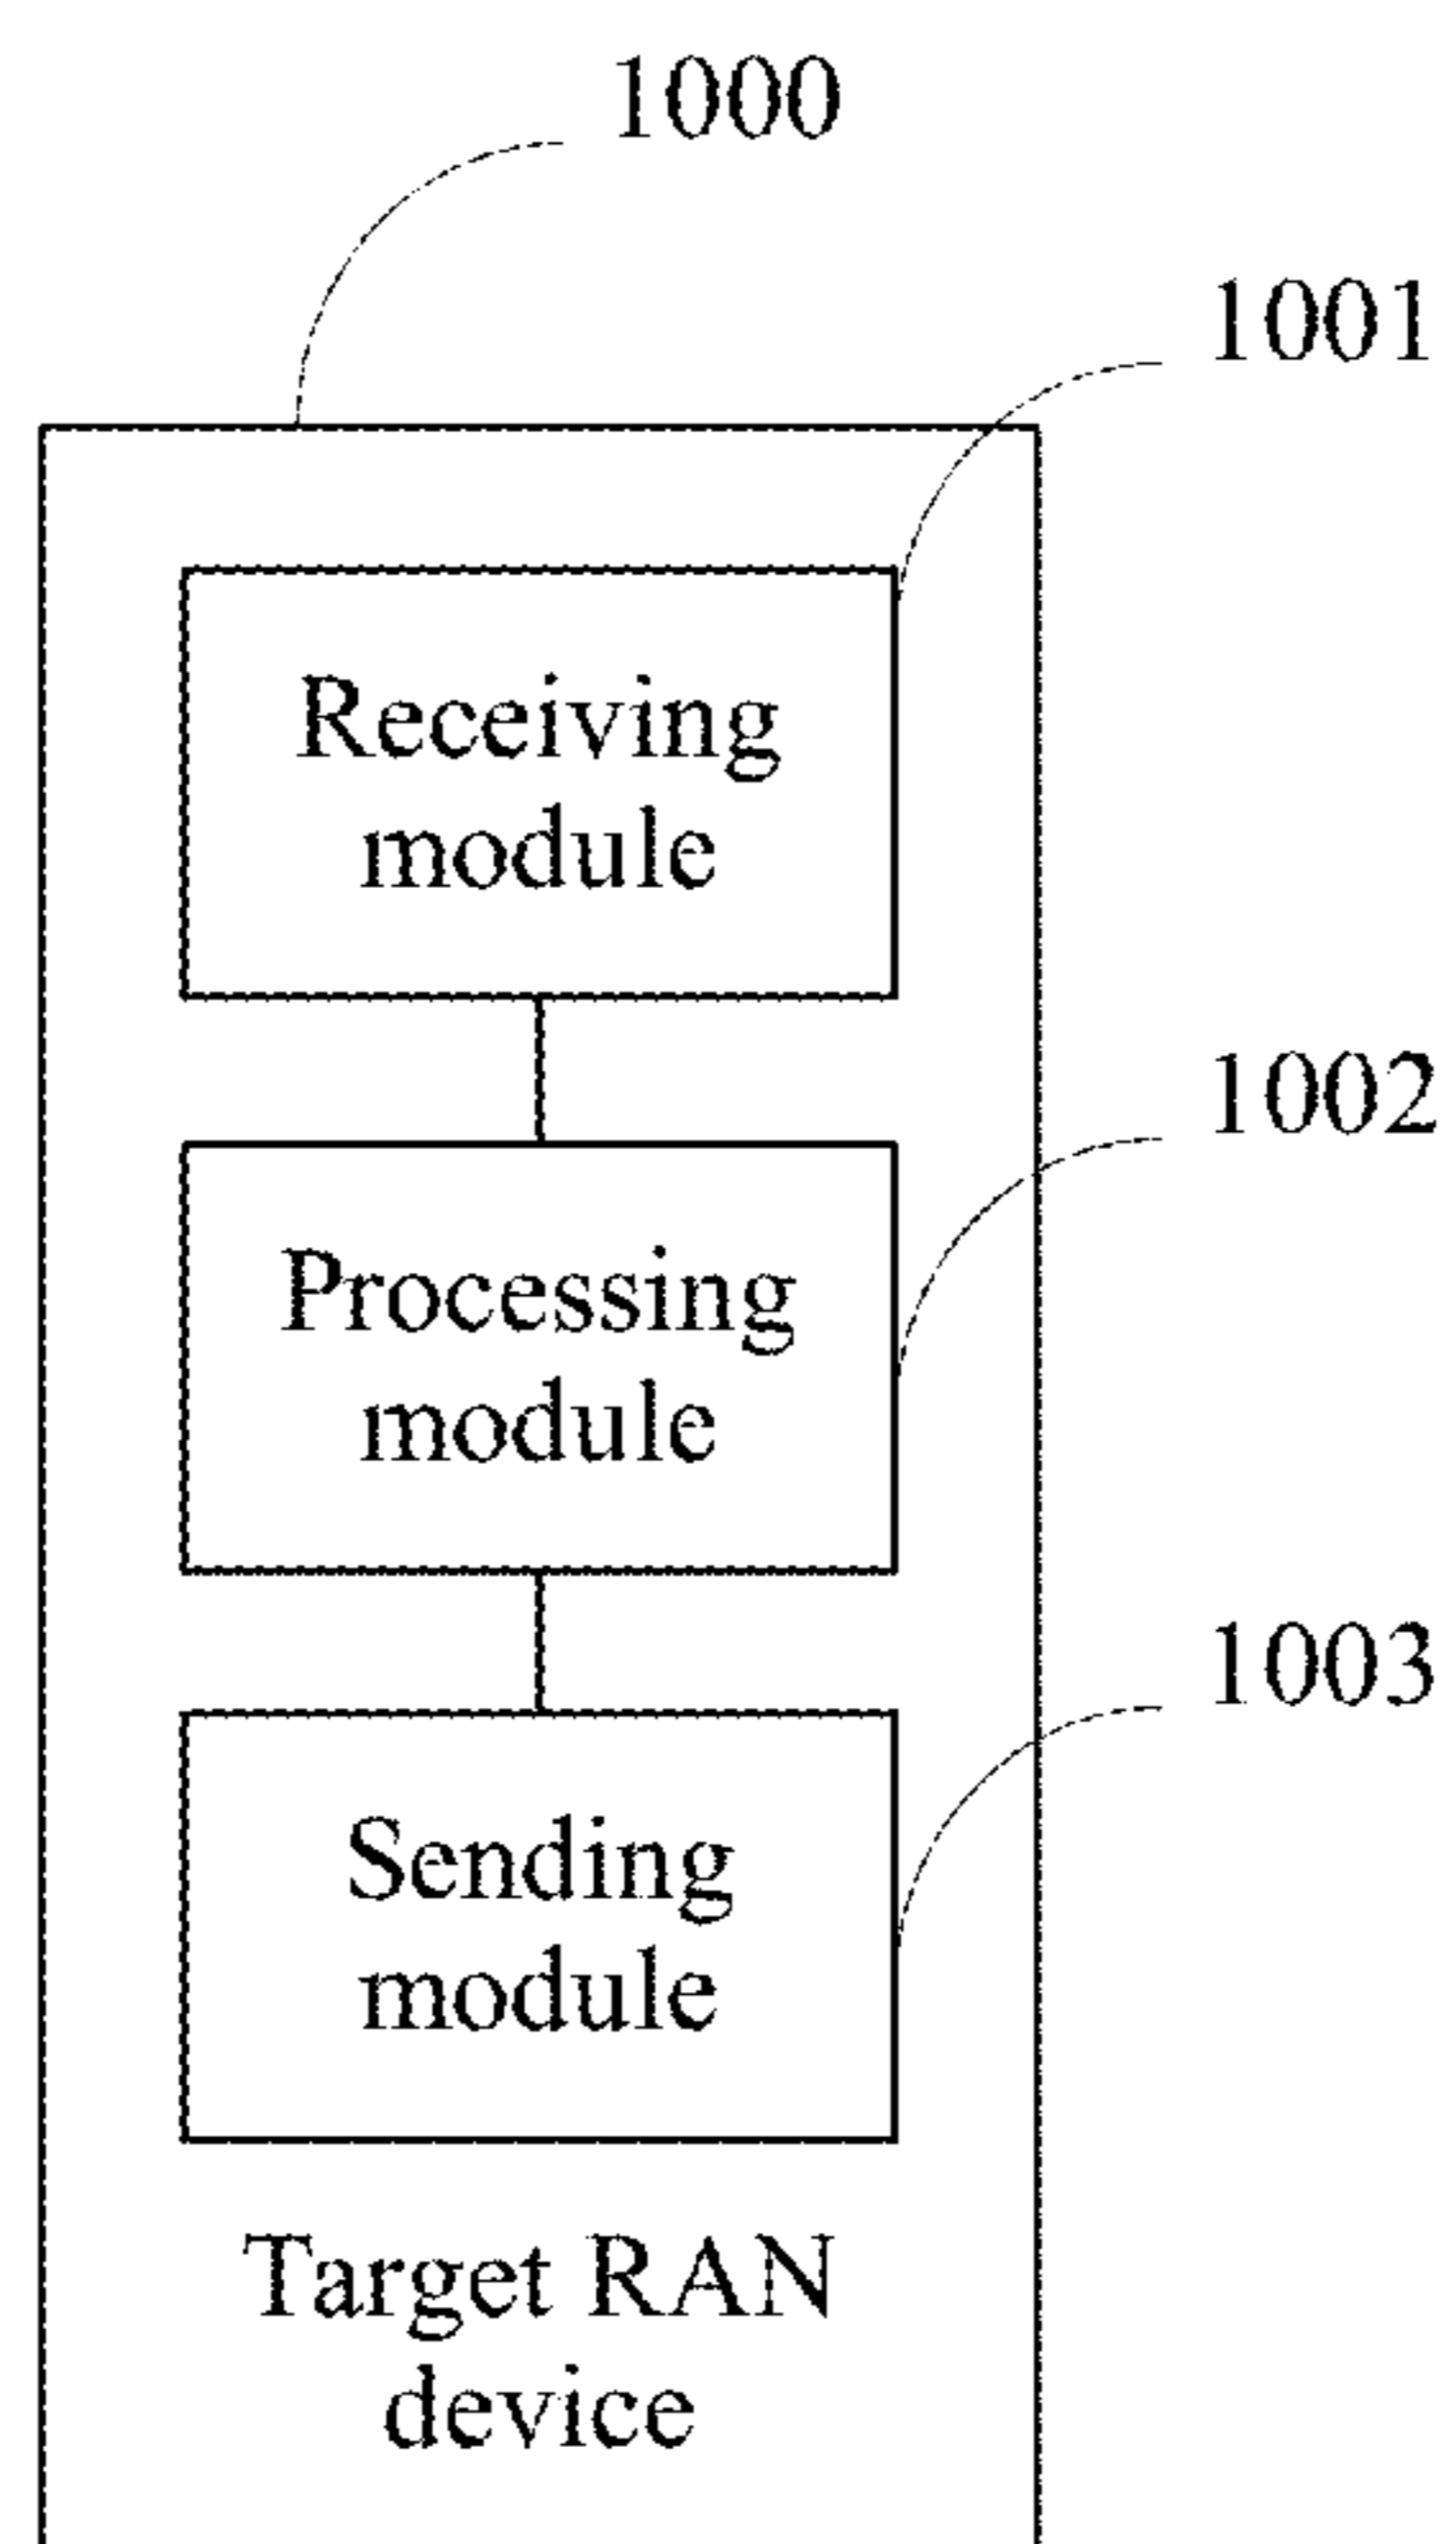 1000
1001
Receiving
module
1002
Processing
module
1003
Sending
module
Target RAN
device